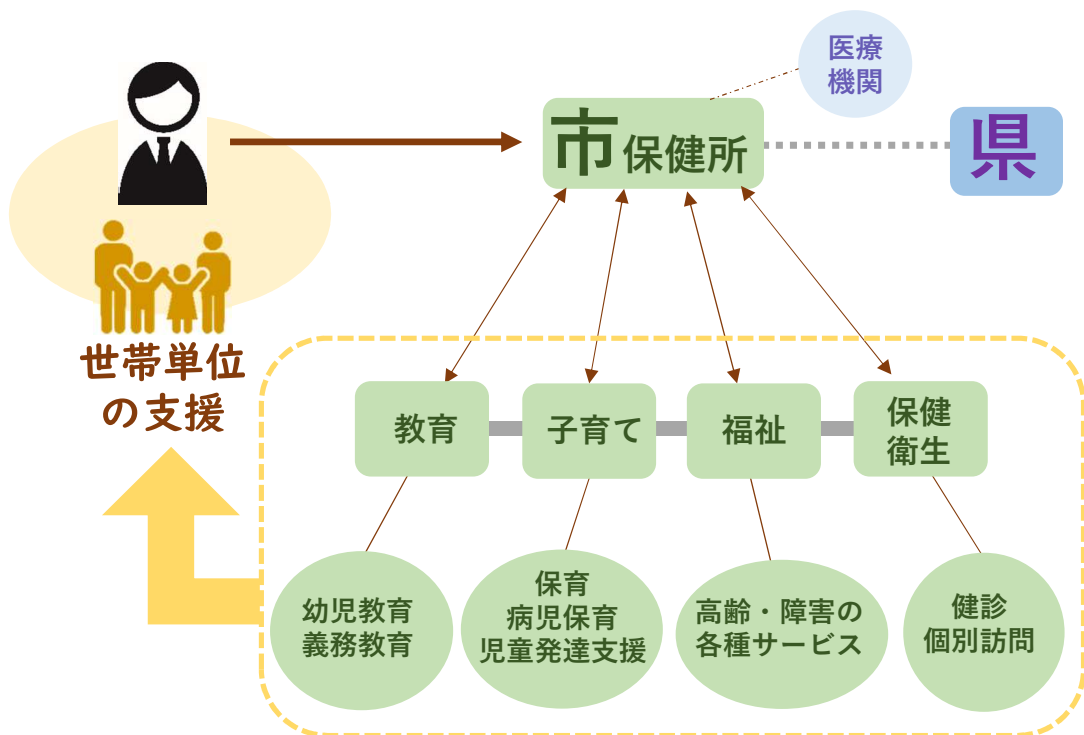 医療
機関
市保健所
県
世帯単位
の支援
教育
子育て
福祉
保健
衛生
幼児教育
義務教育
保育
病児保育
児童発達支援
高齢・障害の
各種サービス
健診
個別訪問